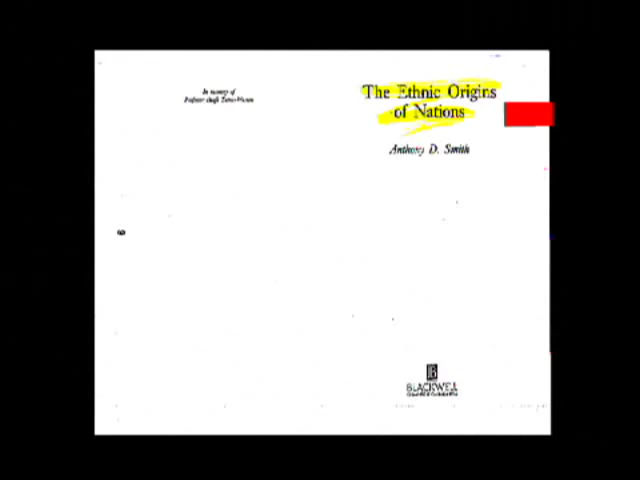 In memory of
Professor Hugh Seton-Watson
The Ethnic Origins
of Nations
Anthony D. Smith
B
BLACKWELL